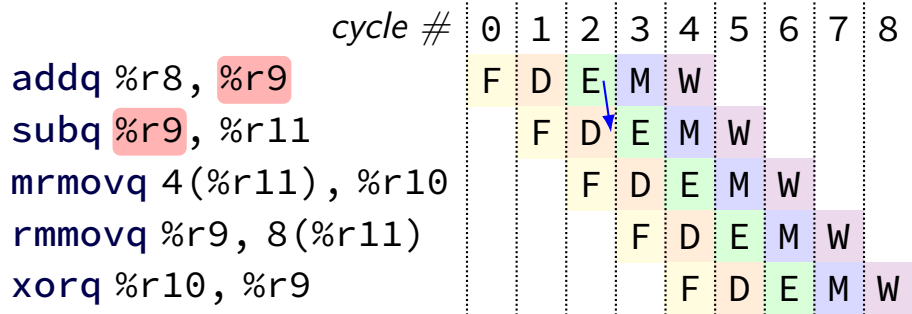 cycle # 0 1 2 3 4 5 6 7 8
addq %r8, %r9 F D E M W
subq %r9, %r11 F D E M W
mrmovq 4(%r11), %r10 F D E M W
rmmovq %r9, 8(%r11) F D E M W
xorq %r10, %r9 F D E M W